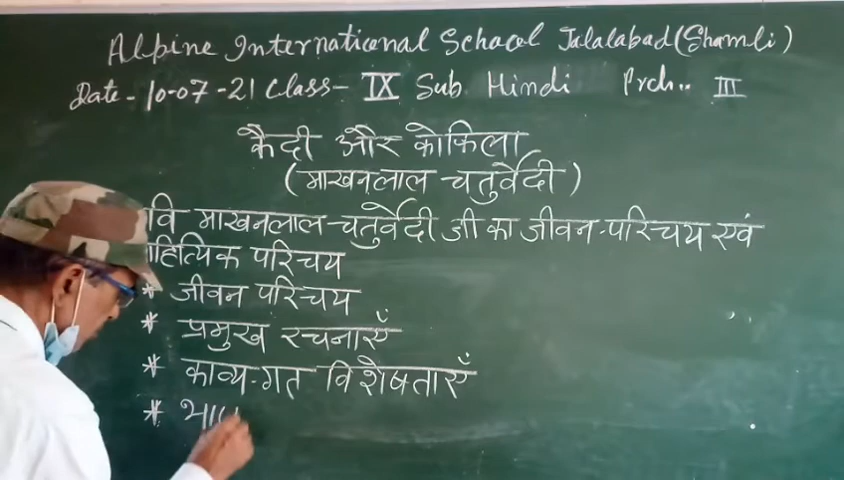 Alpine International School Jalalabad (Shamli)
Date - 10-07-21 Class - IX Sub Hindi Prch.. III
कैदी और कोकिला
(माखनलाल चतुर्वेदी)
वि माखनलाल चतुर्वेदी जी का जीवन-परिचय एवं
हित्यिक परिचय
* जीवन परिचय
* प्रमुख रचनाएँ
* काव्य-गत विशेषताएँ
* भा